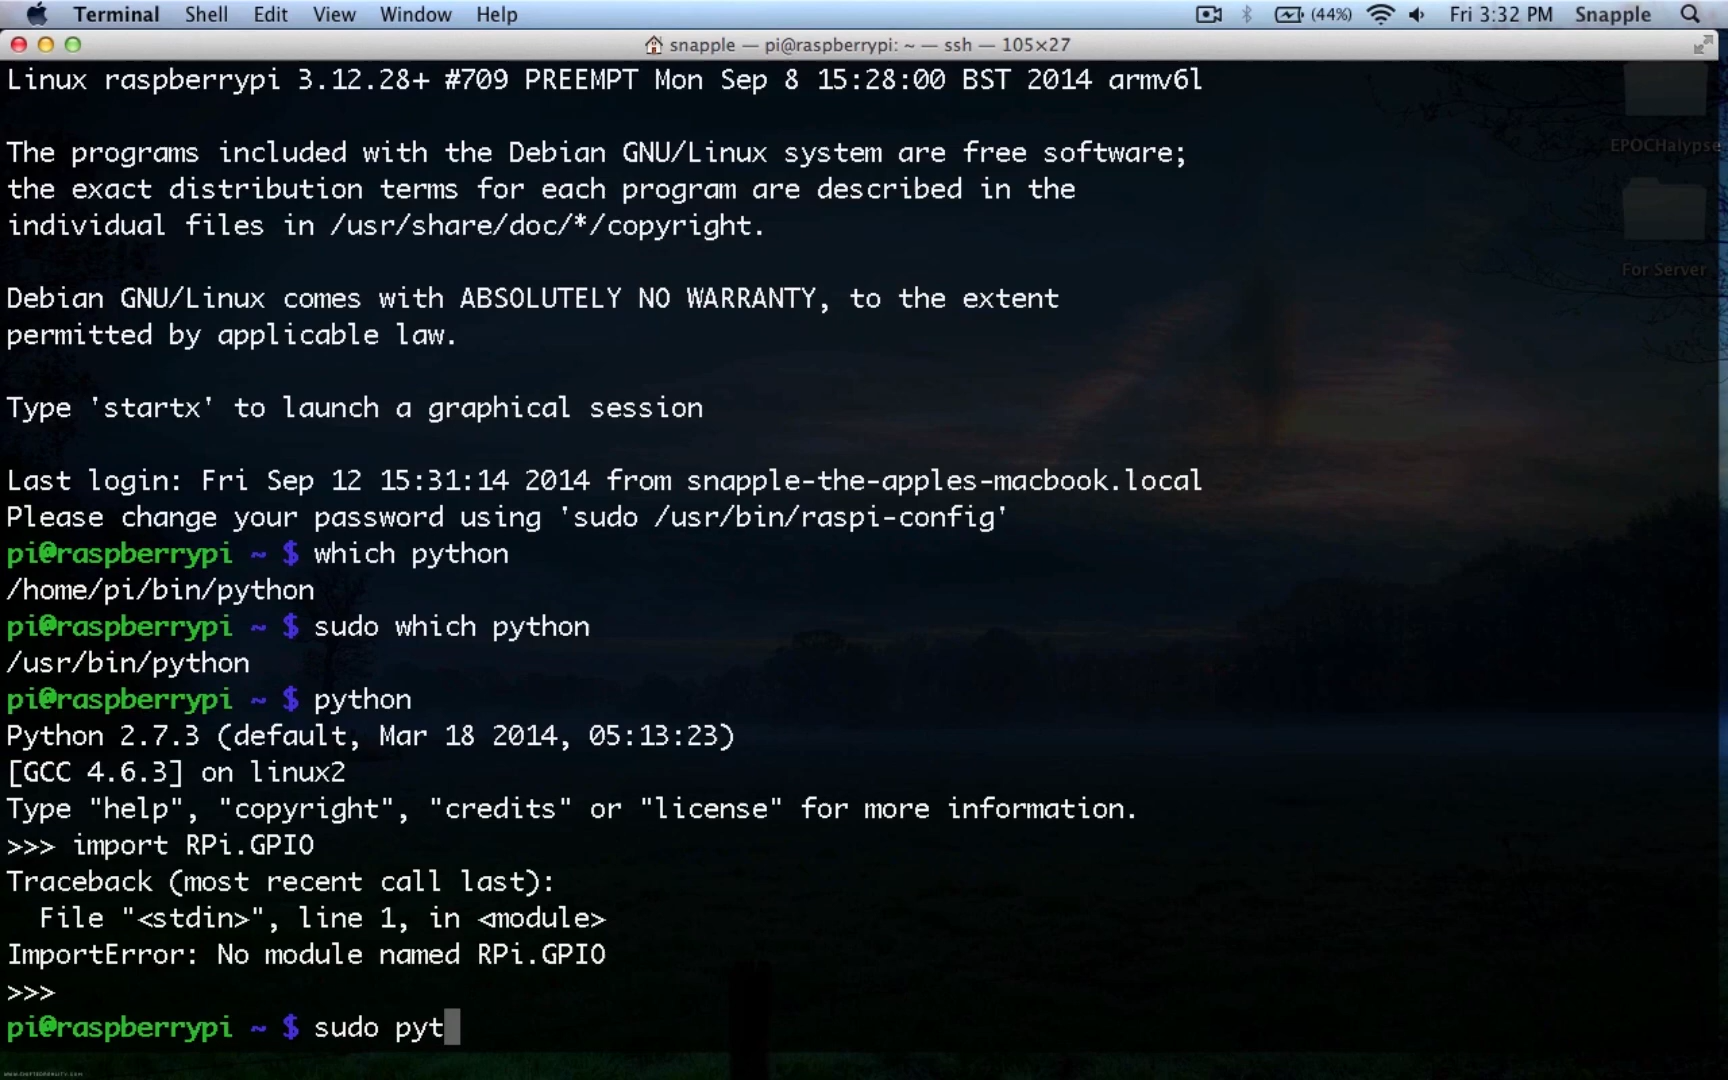 Terminal Shell Edit View Window Help (44%) Fri 3:32 PM Snapple
snapple — pi@raspberrypi: ~ — ssh — 105×27
Linux raspberrypi 3.12.28+ #709 PREEMPT Mon Sep 8 15:28:00 BST 2014 armv6l
EPOCHalypse
The programs included with the Debian GNU/Linux system are free software;
the exact distribution terms for each program are described in the
individual files in /usr/share/doc/*/copyright.
For Server
Debian GNU/Linux comes with ABSOLUTELY NO WARRANTY, to the extent
permitted by applicable law.
Type 'startx' to launch a graphical session
Last login: Fri Sep 12 15:31:14 2014 from snapple-the-apples-macbook.local
Please change your password using 'sudo /usr/bin/raspi-config'
pi@raspberrypi ~ $ which python
/home/pi/bin/python
pi@raspberrypi ~ $ sudo which python
/usr/bin/python
pi@raspberrypi ~ $ python
Python 2.7.3 (default, Mar 18 2014, 05:13:23)
[GCC 4.6.3] on linux2
Type "help", "copyright", "credits" or "license" for more information.
>>> import RPi.GPIO
Traceback (most recent call last):
  File "<stdin>", line 1, in <module>
ImportError: No module named RPi.GPIO
>>>
pi@raspberrypi ~ $ sudo pyt